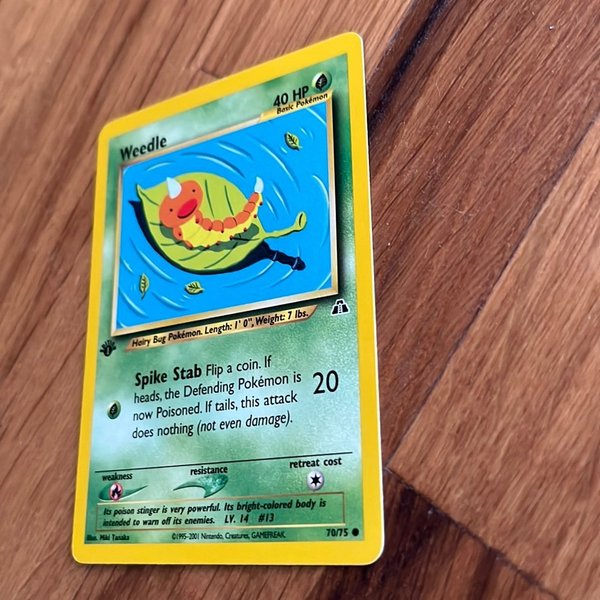 Weedle
40 HP
Basic Pokémon
Hairy Bug Pokémon. Length: 1' 0", Weight: 7 lbs.
Spike Stab Flip a coin. If
heads, the Defending Pokémon is
now Poisoned. If tails, this attack
does nothing (not even damage).
20
weakness
resistance
retreat cost
Its poison stinger is very powerful. Its bright-colored body is
intended to warn off its enemies. LV. 14 #13
Illus. Miki Tanaka
©1995-2001 Nintendo, Creatures, GAMEFREAK.
70/75